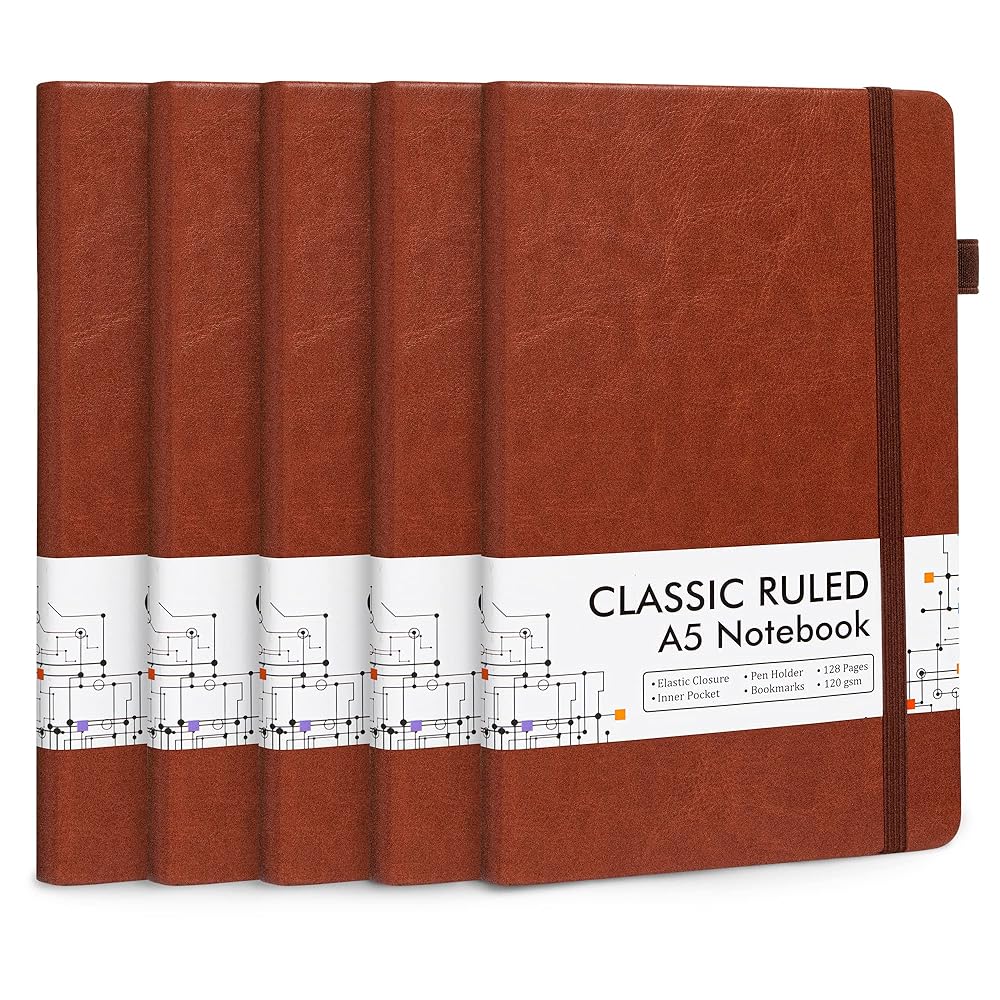 CLASSIC RULED
A5 Notebook
• Elastic Closure • Pen Holder • 128 Pages
• Inner Pocket • Bookmarks • 120 gsm